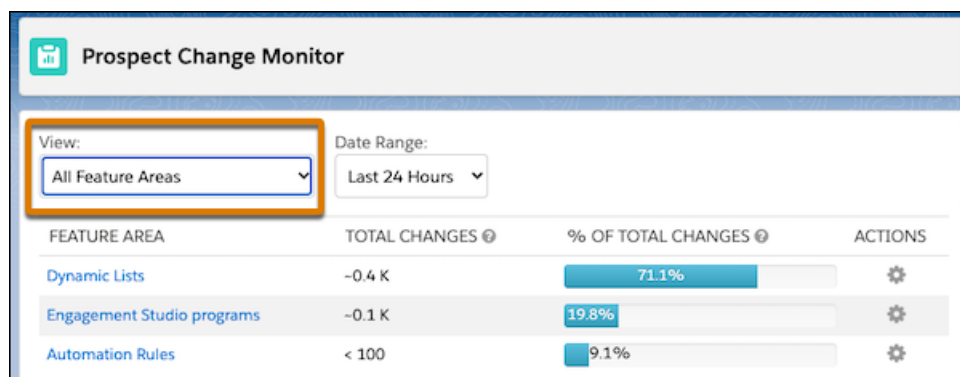 Prospect Change Monitor
View: Date Range:
All Feature Areas Last 24 Hours
FEATURE AREA TOTAL CHANGES ? % OF TOTAL CHANGES ? ACTIONS
Dynamic Lists ~0.4 K 71.1%
Engagement Studio programs ~0.1 K 19.8%
Automation Rules < 100 9.1%